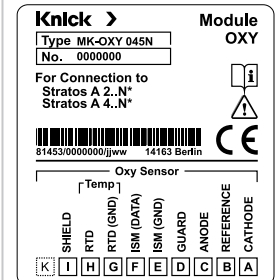 Knick >
Module
OXY
Type MK-OXY 045N
No. 0000000
For Connection to
Stratos A 2..N*
Stratos A 4..N*
81453/0000000/jjww 14163 Berlin
CE
Oxy Sensor
Temp
SHIELD
RTD
RTD (GND)
ISM (DATA)
ISM (GND)
GUARD
ANODE
REFERENCE
CATHODE
K I H G F E D C B A